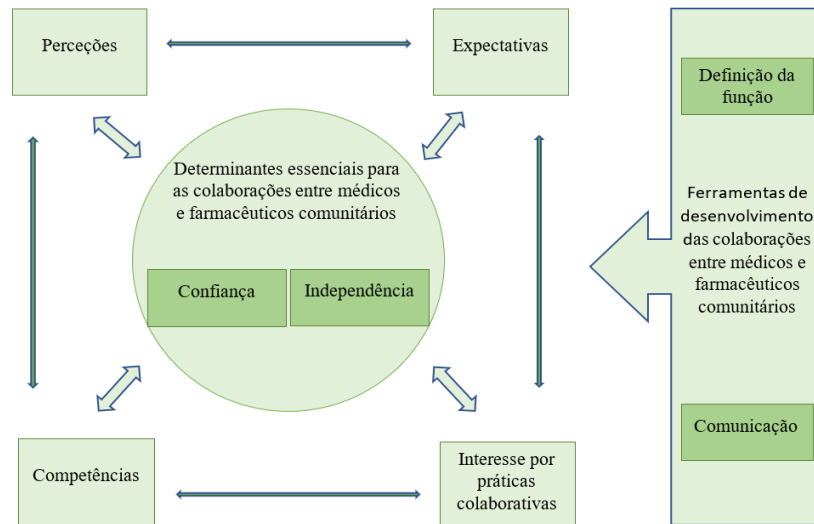 Perceções
Expectativas
Determinantes essenciais para
as colaborações entre médicos
e farmacêuticos comunitários
Confiança
Independência
Competências
Interesse por
práticas
colaborativas
Definição da
função
Ferramentas de
desenvolvimento
das colaborações
entre médicos e
farmacêuticos
comunitários
Comunicação